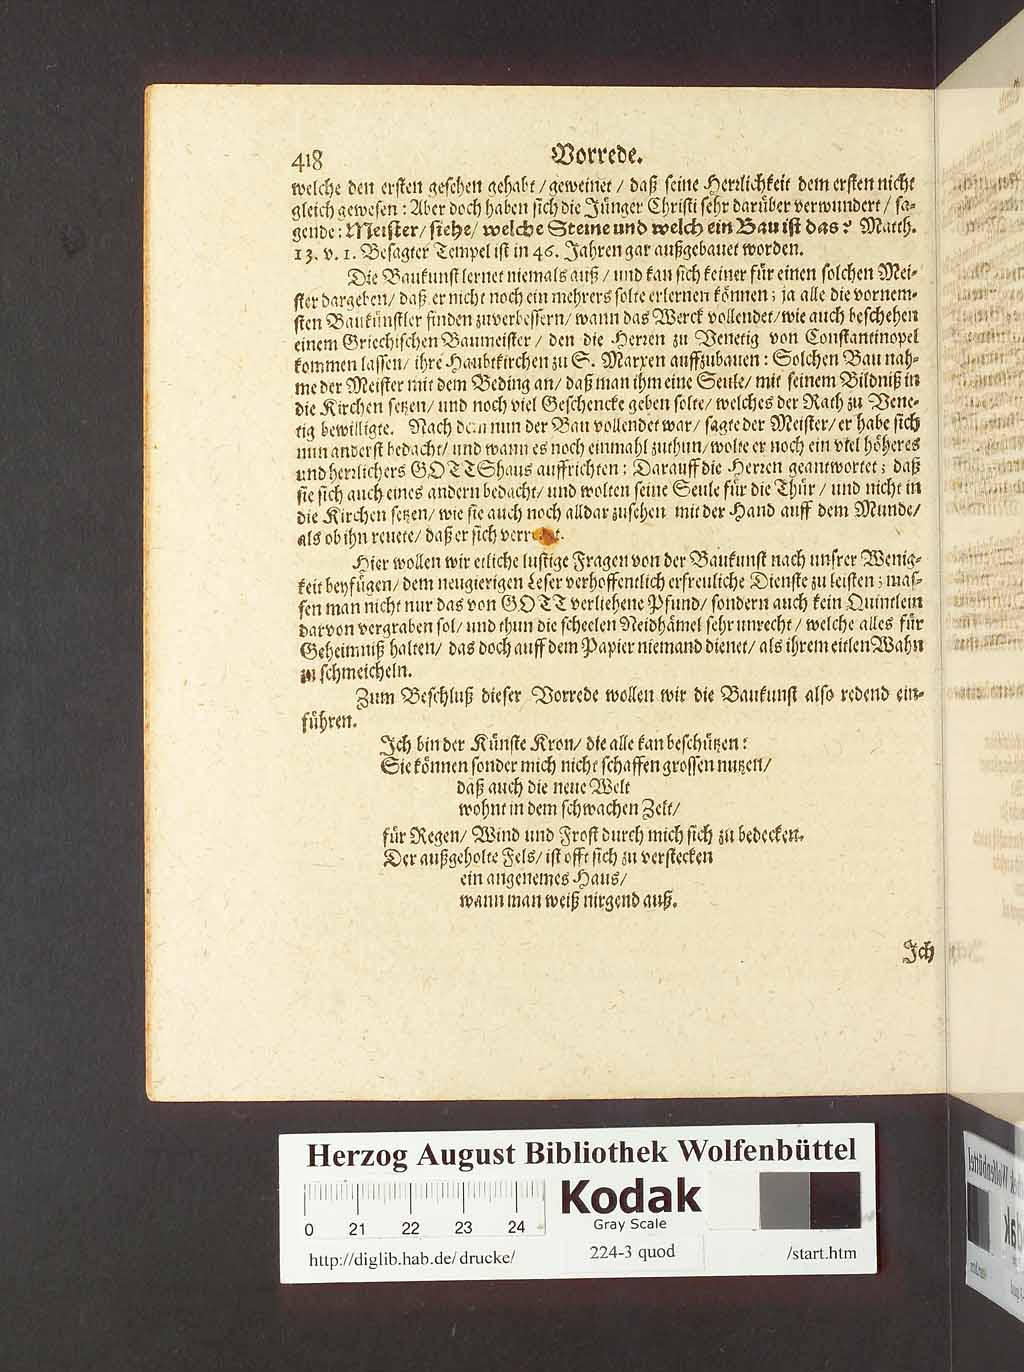 418 Vorrede.
welche den ersten gesehen gehabt / geweinet / daß seine Herrlichkeit dem ersten nicht
gleich gewesen: Aber doch haben sich die Jünger Christi sehr darüber verwundert / sa-
gende: Meister / siehe / welche Steine und welch ein Bau ist das? Matth.
13. v. 1. Besagter Tempel ist in 46. Jahren gar außgebauet worden.
Die Baukunst lernet niemals auß / und kan sich keiner für einen solchen Mei-
ster dargeben / daß er nicht noch ein mehrers solte erlernen können; ja alle die vornem-
sten Baukünstler finden zuverbessern / wann das Werck vollendet / wie auch beschehen
einem Griechischen Baumeister / den die Herren zu Venetig von Constantinopel
kommen lassen / ihre Haubtkirchen zu S. Marxen auffzubauen: Solchen Bau nah-
me der Meister mit dem Beding an / daß man ihm eine Seule / mit seinem Bildniß in
die Kirchen setzen / und noch viel Geschencke geben solte / welches der Rath zu Vene-
tig bewilligte. Nach dem nun der Bau vollendet war / sagte der Meister / er habe sich
nun anderst bedacht / und wann es noch einmahl zuthun / wolte er noch ein viel höheres
und herrlichers GOTTShaus auffrichten: Darauff die Herren geantwortet; daß
sie sich auch eines andern bedacht / und wolten seine Seule für die Thür / und nicht in
die Kirchen setzen / wie sie auch noch alldar zusehen mit der Hand auff dem Munde /
als ob ihn reuete / daß er sich
Hier wollen wir etliche lustige Fragen von der Baukunst nach unsrer Wenig-
keit beyfügen / dem neugierigen Leser verhoffentlich erfreuliche Dienste zu leisten; mas-
sen man nicht nur das von GOTT verliehene Pfund / sondern auch kein Quintlein
darvon vergraben sol / und thun die scheelen Neidhämel sehr unrecht / welche alles für
Geheimniß halten / das doch auff dem Papier niemand dienet / als ihrem eitlen Wahn
zu schmeicheln.
Zum Beschluß dieser Vorrede wollen wir die Baukunst also redend ein-
führen.
Ich bin der Künste Kron / die alle kan beschützen:
Sie können sonder mich nicht schaffen grossen nutzen /
daß auch die neue Welt
wohnt in dem schwachen Zelt /
für Regen / Wind und Frost durch mich sich zu bedecken.
Der außgeholte Fels / ist offt sich zu verstecken
ein angenemes Haus /
wann man weiß nirgend auß.
Ich
Herzog August Bibliothek Wolfenbüttel
0 21 22 23 24
Kodak
Gray Scale
http://diglib.hab.de/drucke/ 224-3 quod /start.htm